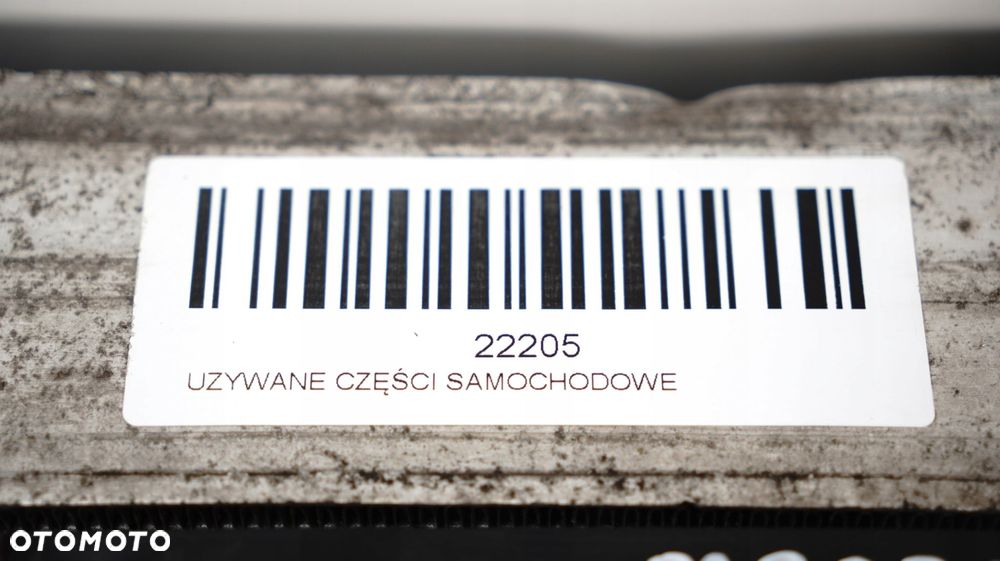 22205
UZYWANE CZĘŚCI SAMOCHODOWE
OTOMOTO